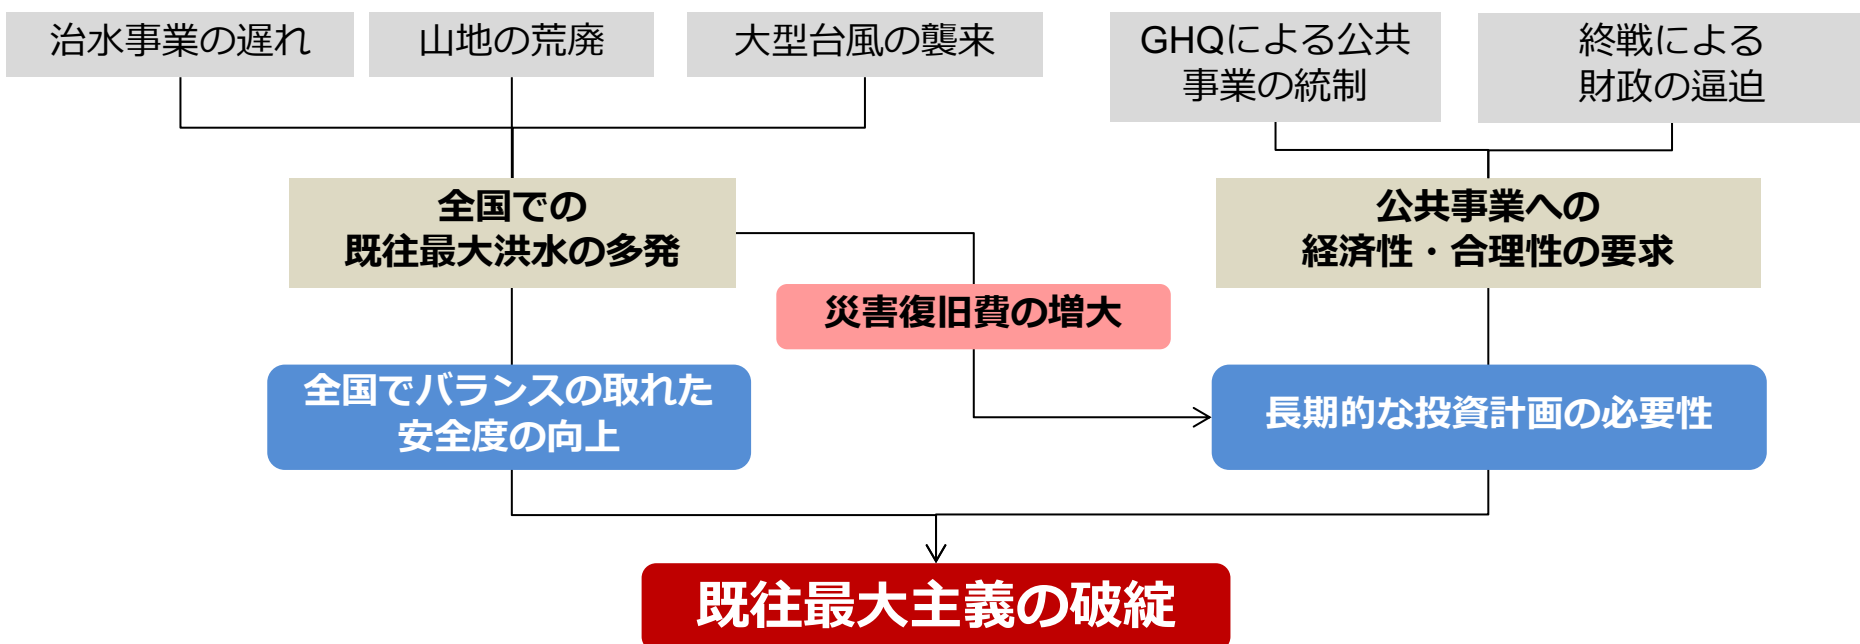 治水事業の遅れ
山地の荒廃
大型台風の襲来
GHQによる公共
事業の統制
終戦による
財政の逼迫
全国での
既往最大洪水の多発
公共事業への
経済性・合理性の要求
災害復旧費の増大
全国でバランスの取れた
安全度の向上
長期的な投資計画の必要性
既往最大主義の破綻